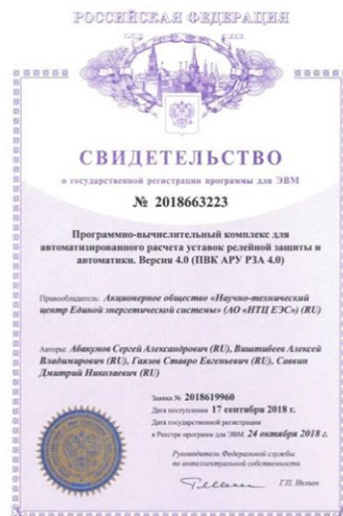 РОССИЙСКАЯ ФЕДЕРАЦИЯ
СВИДЕТЕЛЬСТВО
о государственной регистрации программы для ЭВМ
№ 2018663223
Программно-вычислительный комплекс для
автоматизированного расчета уставок релейной защиты и
автоматики. Версия 4.0 (ПВК АРУ РЗА 4.0)
Правообладатель: Акционерное общество «Научно-технический
центр Единой энергетической системы» (АО «НТЦ ЕЭС») (RU)
Авторы: Абакумов Сергей Александрович (RU), Виштибеев Алексей
Владимирович (RU), Гаязов Ставро Евгеньевич (RU), Саввин
Дмитрий Николаевич (RU)
Заявка № 2018619960
Дата поступления 17 сентября 2018 г.
Дата государственной регистрации
в Реестре программ для ЭВМ 24 октября 2018 г.
Руководитель Федеральной службы
по интеллектуальной собственности
Г.П. Ивлиев